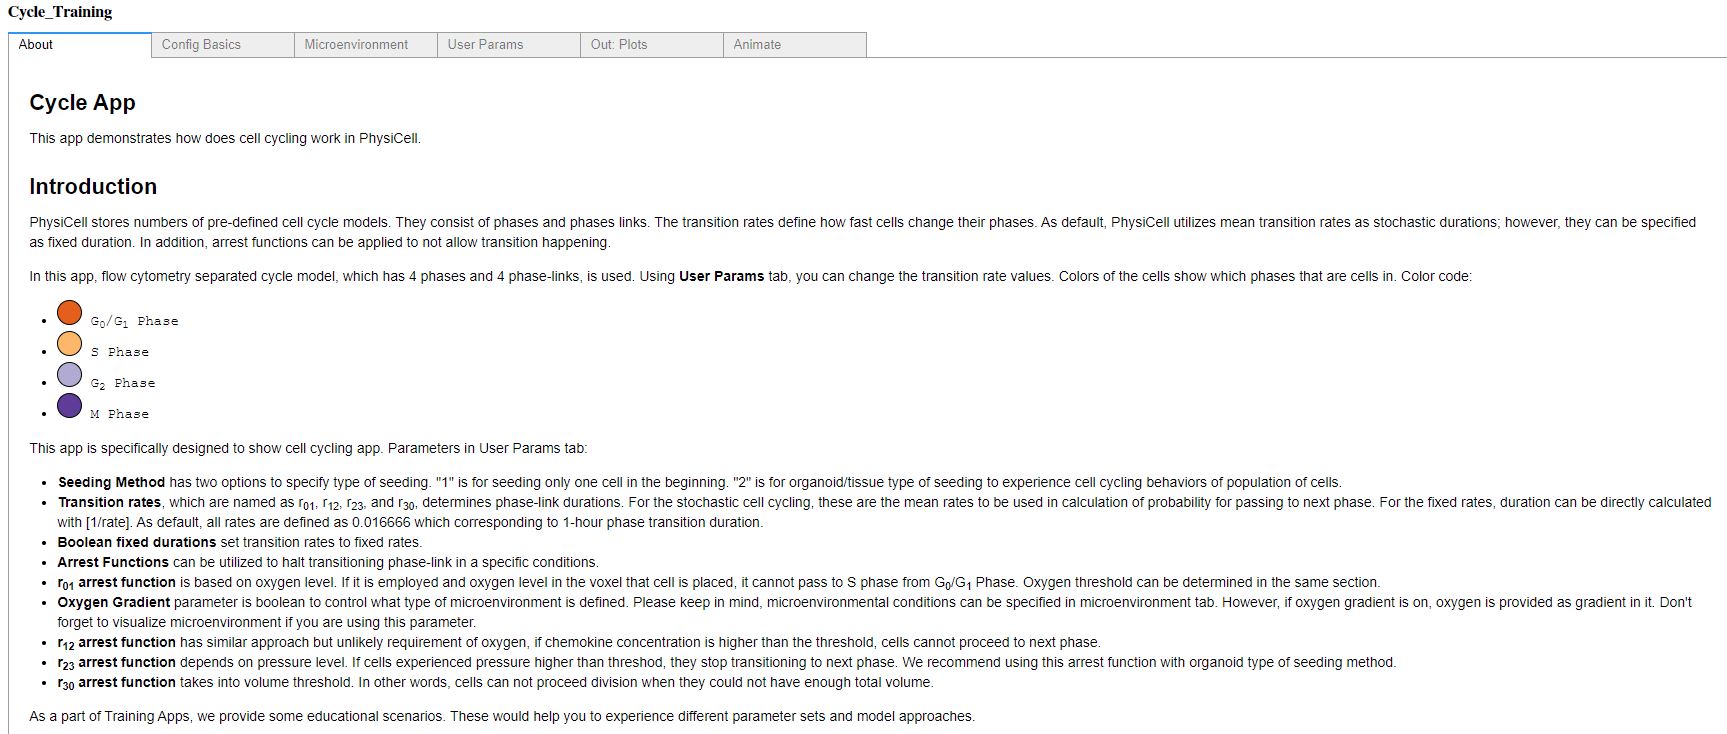 Cycle_Training
About
Config Basics
Microenvironment
User Params
Out: Plots
Animate
Cycle App
This app demonstrates how does cell cycling work in PhysiCell.
Introduction
PhysiCell stores numbers of pre-defined cell cycle models. They consist of phases and phases links. The transition rates define how fast cells change their phases. As default, PhysiCell utilizes mean transition rates as stochastic durations; however, they can be specified
as fixed duration. In addition, arrest functions can be applied to not allow transition happening.
In this app, flow cytometry separated cycle model, which has 4 phases and 4 phase-links, is used. Using User Params tab, you can change the transition rate values. Colors of the cells show which phases that are cells in. Color code:
• G₀/G₁ Phase
• S Phase
• G₂ Phase
• M Phase
This app is specifically designed to show cell cycling app. Parameters in User Params tab:
• Seeding Method has two options to specify type of seeding. "1" is for seeding only one cell in the beginning. "2" is for organoid/tissue type of seeding to experience cell cycling behaviors of population of cells.
• Transition rates, which are named as r₀₁, r₁₂, r₂₃, and r₃₀, determines phase-link durations. For the stochastic cell cycling, these are the mean rates to be used in calculation of probability for passing to next phase. For the fixed rates, duration can be directly calculated
with [1/rate]. As default, all rates are defined as 0.016666 which corresponding to 1-hour phase transition duration.
• Boolean fixed durations set transition rates to fixed rates.
• Arrest Functions can be utilized to halt transitioning phase-link in a specific conditions.
• r₀₁ arrest function is based on oxygen level. If it is employed and oxygen level in the voxel that cell is placed, it cannot pass to S phase from G₀/G₁ Phase. Oxygen threshold can be determined in the same section.
• Oxygen Gradient parameter is boolean to control what type of microenvironment is defined. Please keep in mind, microenvironmental conditions can be specified in microenvironment tab. However, if oxygen gradient is on, oxygen is provided as gradient in it. Don't
forget to visualize microenvironment if you are using this parameter.
• r₁₂ arrest function has similar approach but unlikely requirement of oxygen, if chemokine concentration is higher than the threshold, cells cannot proceed to next phase.
• r₂₃ arrest function depends on pressure level. If cells experienced pressure higher than threshod, they stop transitioning to next phase. We recommend using this arrest function with organoid type of seeding method.
• r₃₀ arrest function takes into volume threshold. In other words, cells can not proceed division when they could not have enough total volume.
As a part of Training Apps, we provide some educational scenarios. These would help you to experience different parameter sets and model approaches.